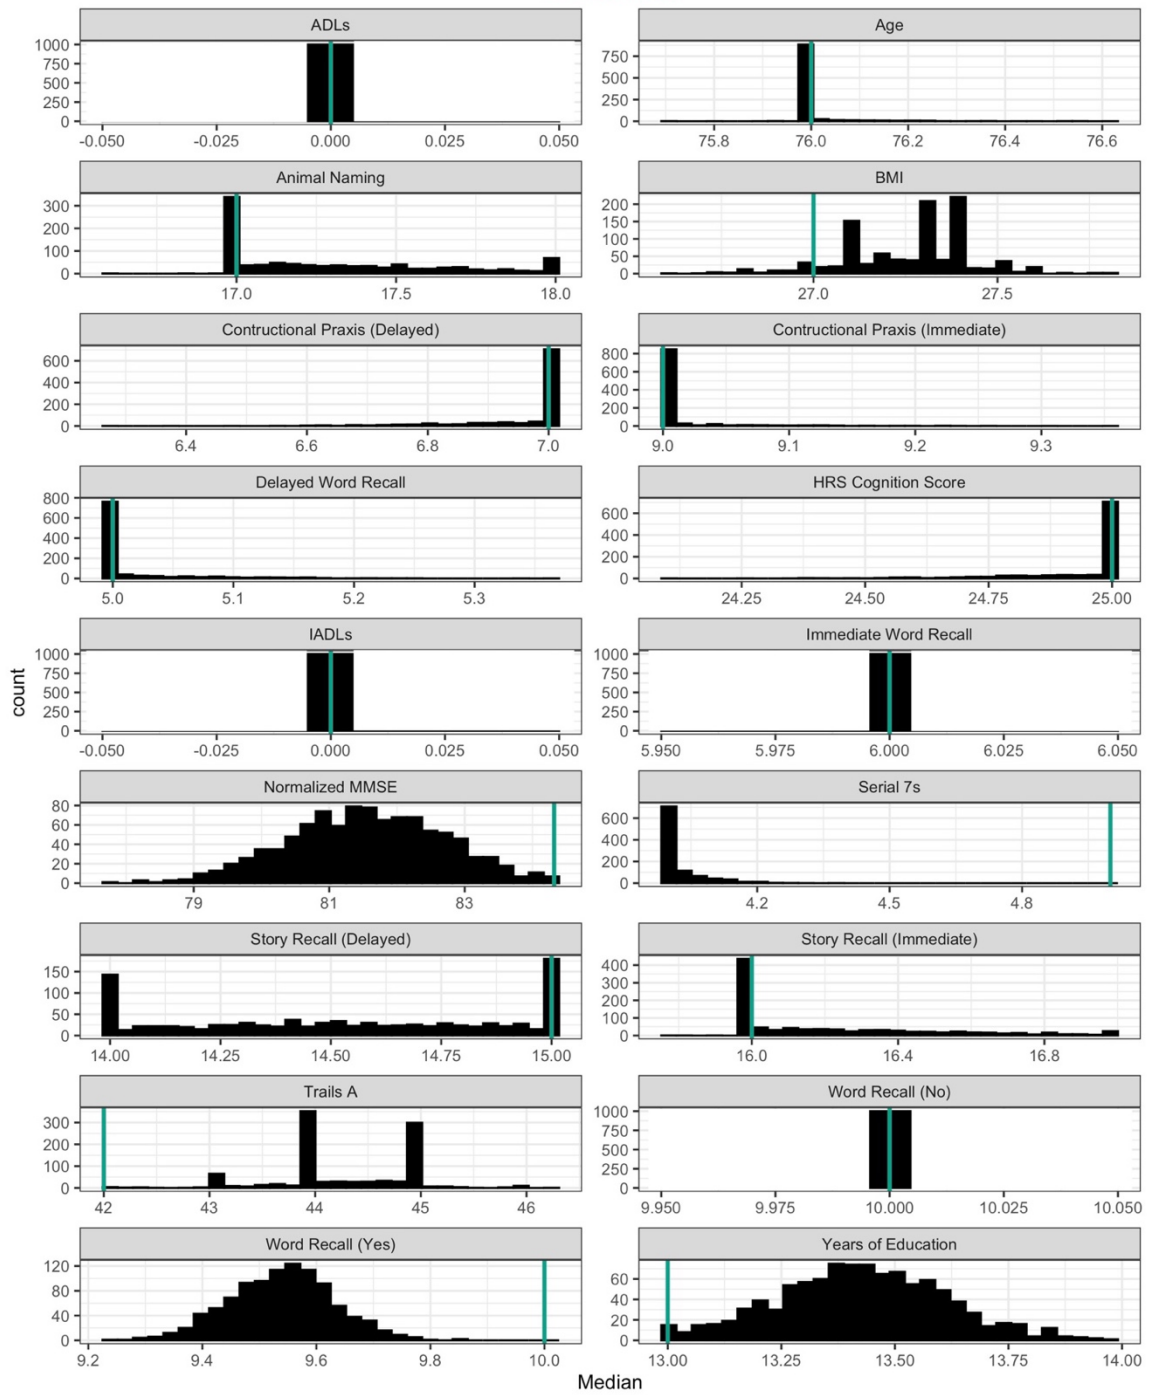 ADLs
1000
750
500
250
0
-0.050 -0.025 0.000 0.025 0.050
Age
750
500
250
0
75.8 76.0 76.2 76.4 76.6
Animal Naming
300
200
100
0
17.0 17.5 18.0
BMI
200
150
100
50
0
27.0 27.5
Contructional Praxis (Delayed)
600
400
200
0
6.4 6.6 6.8 7.0
Contructional Praxis (Immediate)
800
600
400
200
0
9.0 9.1 9.2 9.3
Delayed Word Recall
800
600
400
200
0
5.0 5.1 5.2 5.3
HRS Cognition Score
600
400
200
0
24.25 24.50 24.75 25.00
IADLs
1000
750
500
250
0
-0.050 -0.025 0.000 0.025 0.050
Immediate Word Recall
1000
750
500
250
0
5.950 5.975 6.000 6.025 6.050
count
Normalized MMSE
80
60
40
20
0
79 81 83
Serial 7s
600
400
200
0
4.2 4.5 4.8
Story Recall (Delayed)
150
100
50
0
14.00 14.25 14.50 14.75 15.00
Story Recall (Immediate)
400
300
200
100
0
16.0 16.4 16.8
Trails A
300
200
100
0
42 43 44 45 46
Word Recall (No)
1000
750
500
250
0
9.950 9.975 10.000 10.025 10.050
Word Recall (Yes)
120
80
40
0
9.2 9.4 9.6 9.8 10.0
Years of Education
60
40
20
0
13.00 13.25 13.50 13.75 14.00
Median